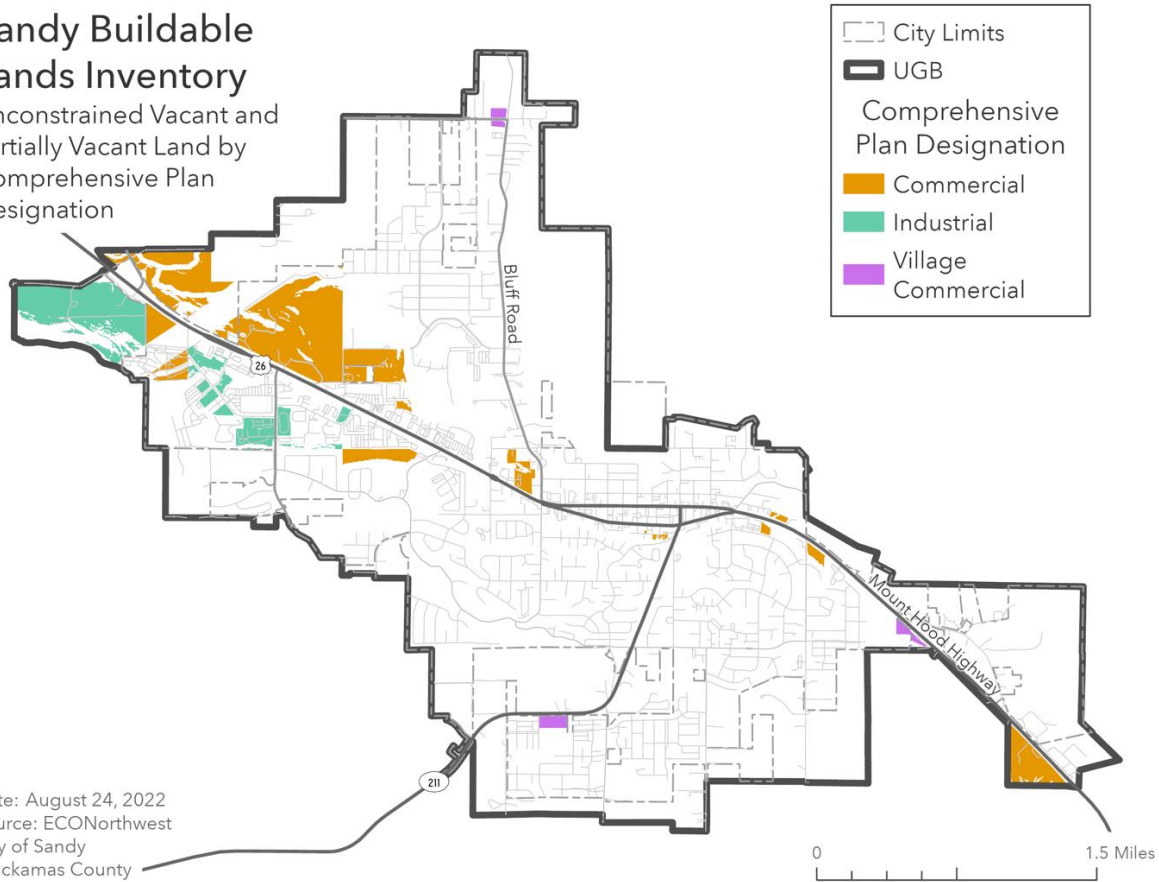 andy Buildable
ands Inventory
nconstrained Vacant and
rtially Vacant Land by
omprehensive Plan
esignation
City Limits
UGB
Comprehensive
Plan Designation
Commercial
Industrial
Village
Commercial
Bluff Road
26
Mount Hood Highway
211
te: August 24, 2022
urce: ECONorthwest
y of Sandy
ckamas County
0
1.5 Miles